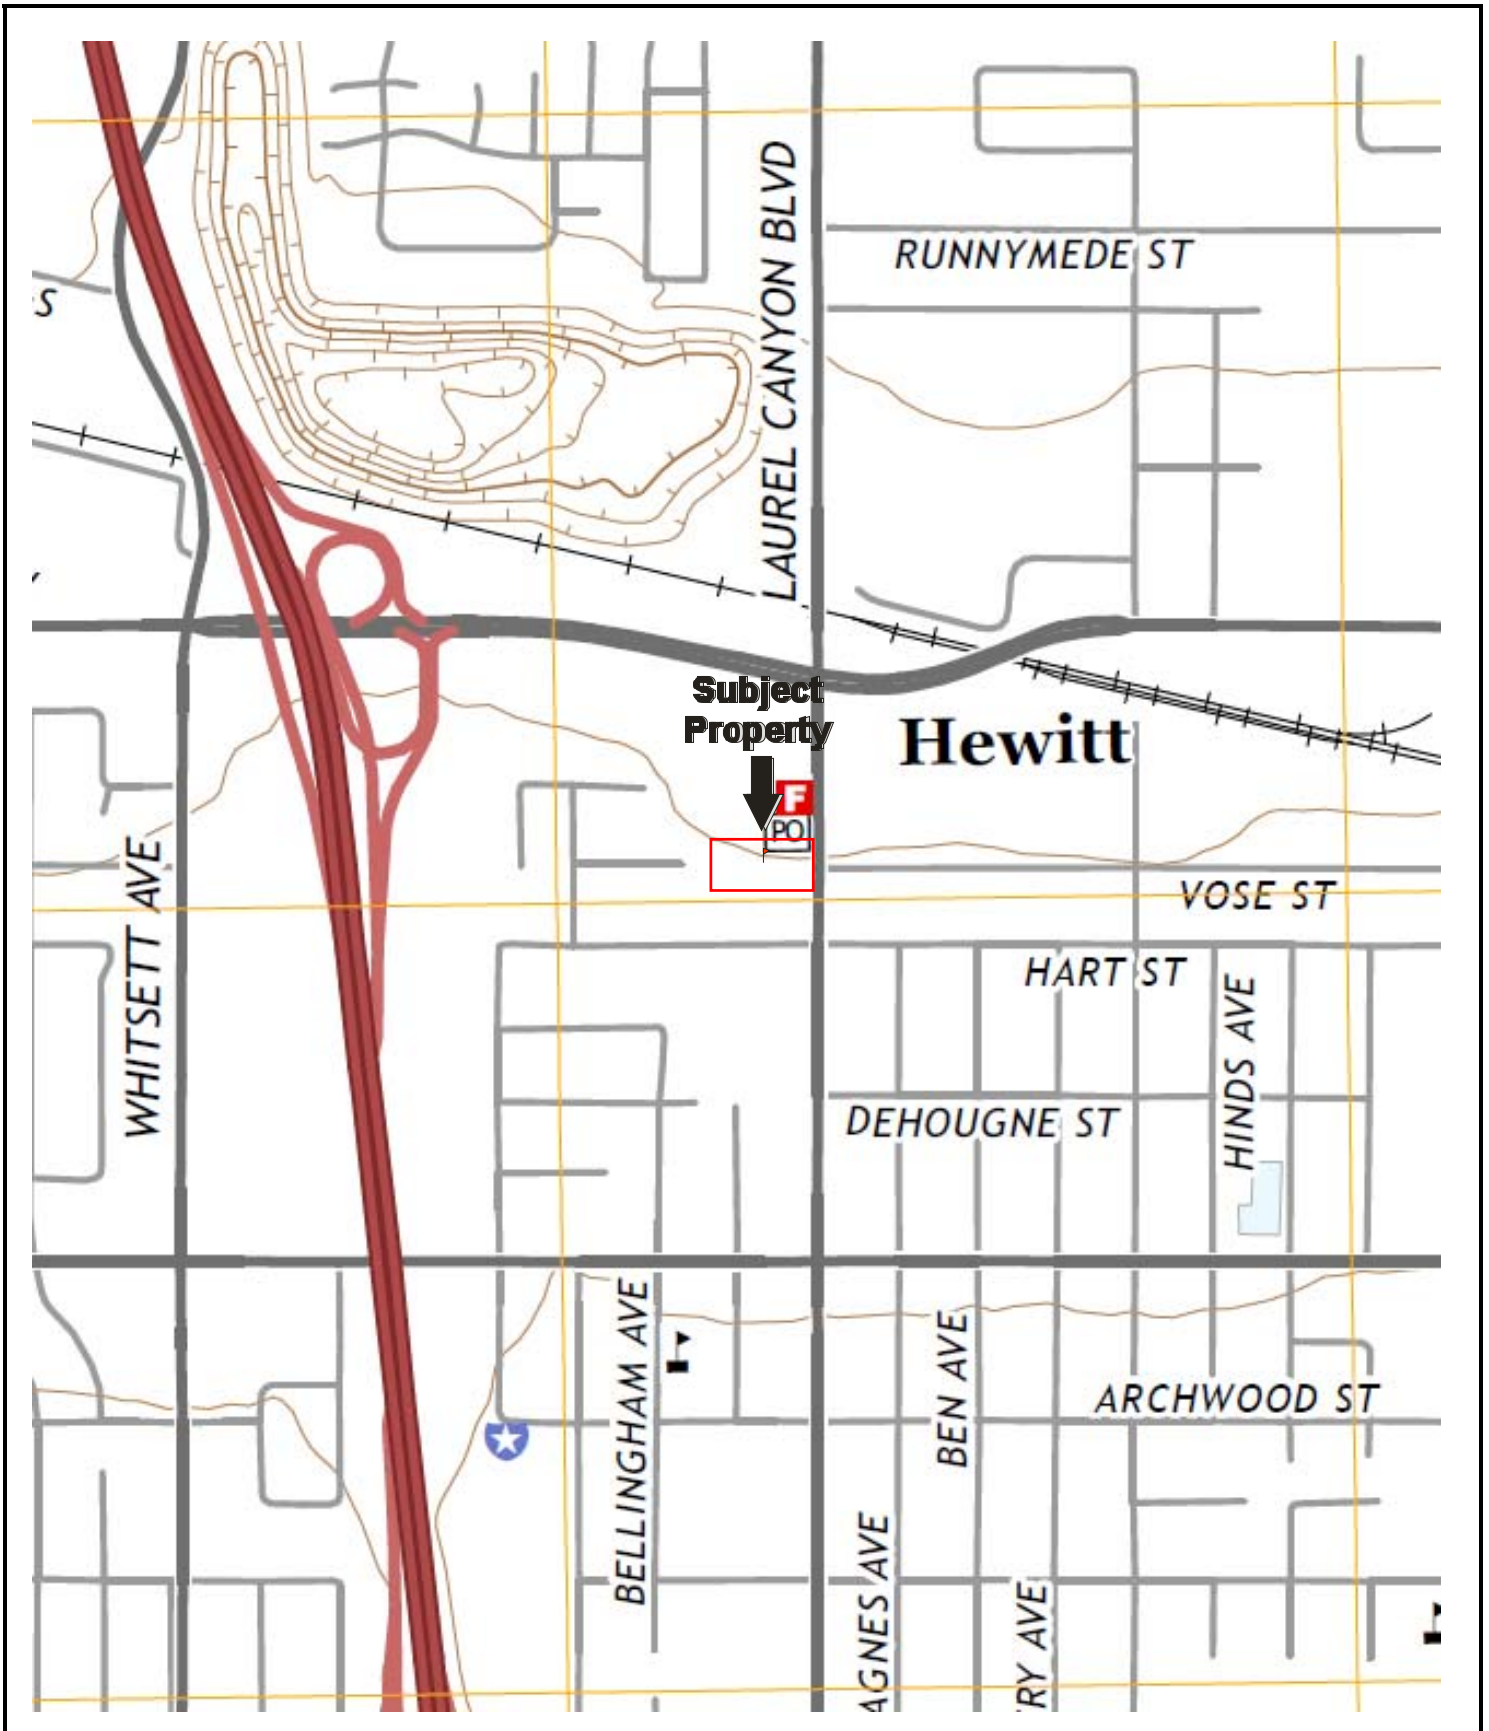 LAUREL CANYON BLVD
RUNNYMEDE ST
S
Subject
Property
Hewitt
F
PO
WHITSETT AVE
VOSE ST
HART ST
HINDS AVE
DEHOUGNE ST
BELLINGHAM AVE
BEN AVE
ARCHWOOD ST
AGNES AVE
RY AVE